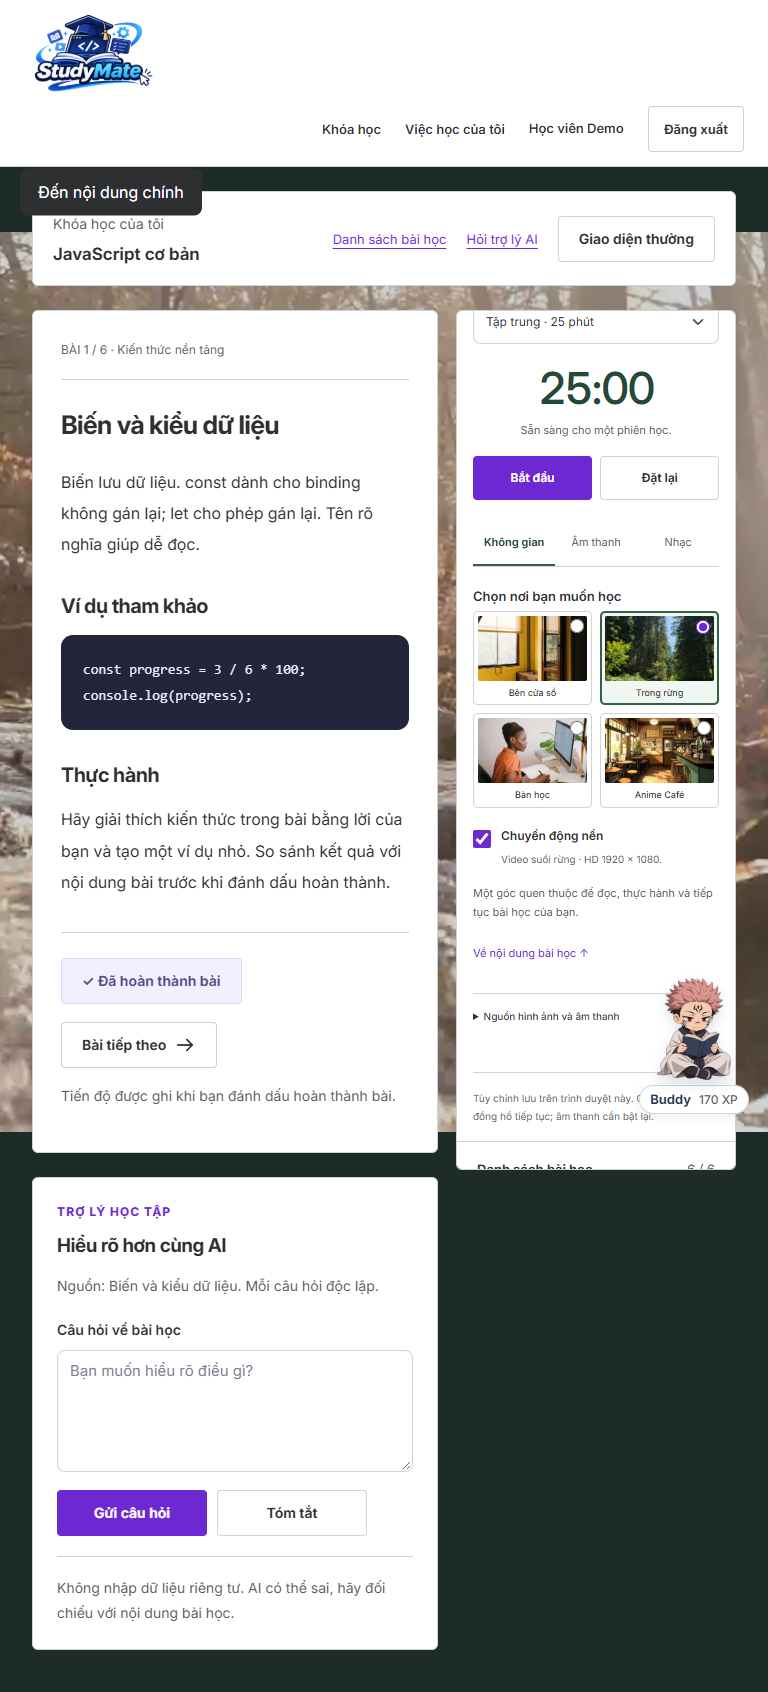 </>
StudyMate
Khóa học
Việc học của tôi
Học viên Demo
Đăng xuất
Đến nội dung chính
Khóa học của tôi
JavaScript cơ bản
Danh sách bài học
Hỏi trợ lý AI
Giao diện thường
BÀI 1 / 6 · Kiến thức nền tảng
Biến và kiểu dữ liệu
Biến lưu dữ liệu. const dành cho binding
không gán lại; let cho phép gán lại. Tên rõ
nghĩa giúp dễ đọc.
Ví dụ tham khảo
const progress = 3 / 6 * 100;
console.log(progress);
Thực hành
Hãy giải thích kiến thức trong bài bằng lời của
bạn và tạo một ví dụ nhỏ. So sánh kết quả với
nội dung bài trước khi đánh dấu hoàn thành.
✓ Đã hoàn thành bài
Bài tiếp theo →
Tiến độ được ghi khi bạn đánh dấu hoàn thành bài.
Tập trung · 25 phút
25:00
Sẵn sàng cho một phiên học.
Bắt đầu
Đặt lại
Không gian
Âm thanh
Nhạc
Chọn nơi bạn muốn học
Bên cửa sổ
Trong rừng
Bàn học
Anime Café
Chuyển động nền
Video suối rừng · HD 1920 × 1080.
Một góc quen thuộc để đọc, thực hành và tiếp
tục bài học của bạn.
Về nội dung bài học ↑
Nguồn hình ảnh và âm thanh
Tùy chỉnh lưu trên trình duyệt này.
đồng hồ tiếp tục; âm thanh cần bật lại.
Buddy 170 XP
Danh sách bài học
6 / 6
TRỢ LÝ HỌC TẬP
Hiểu rõ hơn cùng AI
Nguồn: Biến và kiểu dữ liệu. Mỗi câu hỏi độc lập.
Câu hỏi về bài học
Bạn muốn hiểu rõ điều gì?
Gửi câu hỏi
Tóm tắt
Không nhập dữ liệu riêng tư. AI có thể sai, hãy đối
chiếu với nội dung bài học.